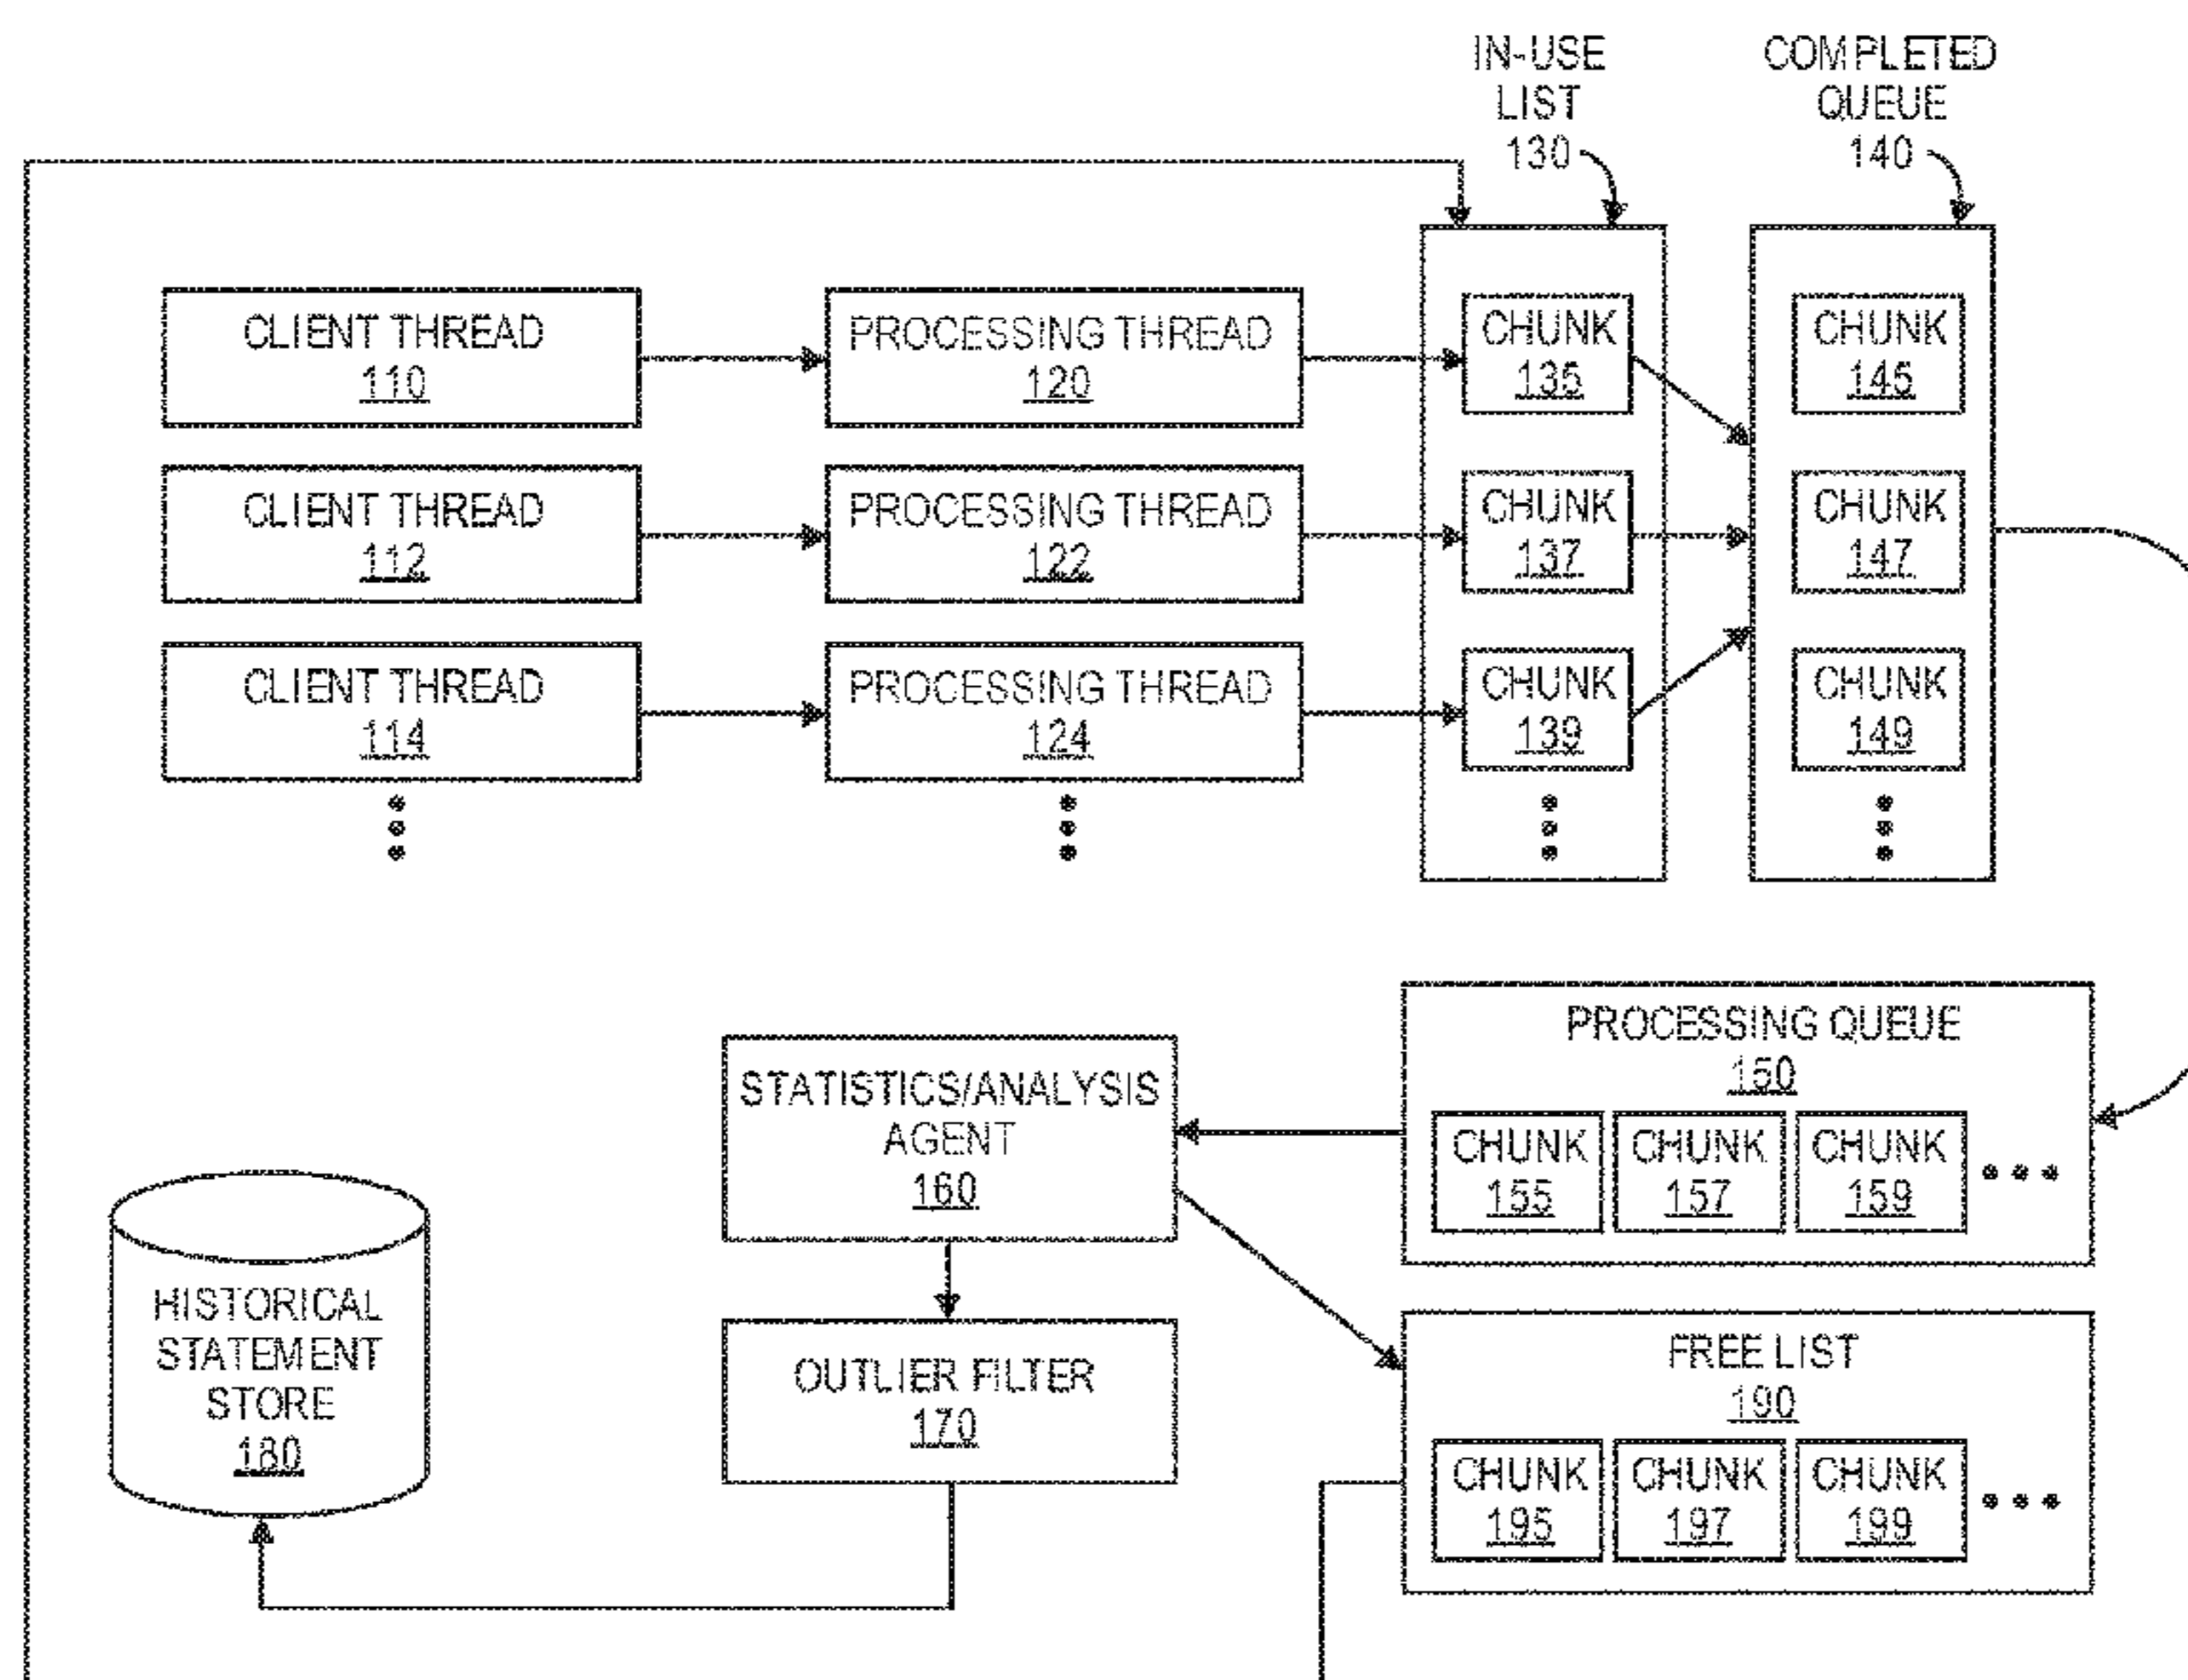 IN-USE
LIST
130
COMPLETED
QUEUE
140
CLIENT THREAD
110
PROCESSING THREAD
120
CHUNK
135
CHUNK
145
CLIENT THREAD
112
PROCESSING THREAD
122
CHUNK
137
CHUNK
147
CLIENT THREAD
114
PROCESSING THREAD
124
CHUNK
139
CHUNK
149
PROCESSING QUEUE
150
CHUNK
155
CHUNK
157
CHUNK
159
STATISTICS/ANALYSIS
AGENT
160
HISTORICAL
STATEMENT
STORE
180
OUTLIER FILTER
170
FREE LIST
190
CHUNK
195
CHUNK
197
CHUNK
199